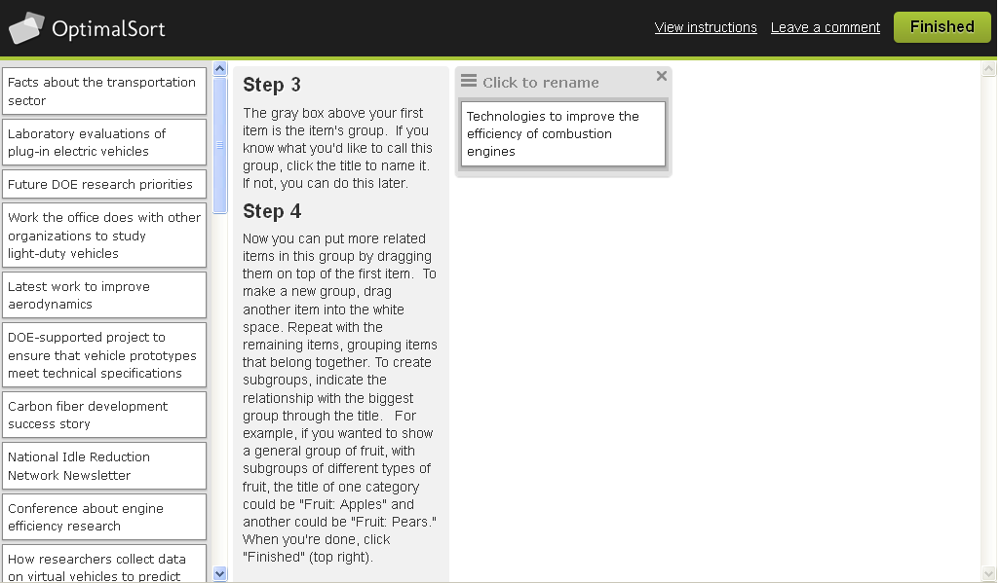 OptimalSort
View instructions
Leave a comment
Finished
Facts about the transportation
sector
Laboratory evaluations of
plug-in electric vehicles
Future DOE research priorities
Work the office does with other
organizations to study
light-duty vehicles
Latest work to improve
aerodynamics
DOE-supported project to
ensure that vehicle prototypes
meet technical specifications
Carbon fiber development
success story
National Idle Reduction
Network Newsletter
Conference about engine
efficiency research
How researchers collect data
on virtual vehicles to predict
Step 3
The gray box above your first
item is the item's group.  If you
know what you'd like to call this
group, click the title to name it.
If not, you can do this later.
Step 4
Now you can put more related
items in this group by dragging
them on top of the first item.  To
make a new group, drag
another item into the white
space. Repeat with the
remaining items, grouping items
that belong together. To create
subgroups, indicate the
relationship with the biggest
group through the title.   For
example, if you wanted to show
a general group of fruit, with
subgroups of different types of
fruit, the title of one category
could be "Fruit: Apples" and
another could be "Fruit: Pears."
When you're done, click
"Finished" (top right).
Click to rename
Technologies to improve the
efficiency of combustion
engines